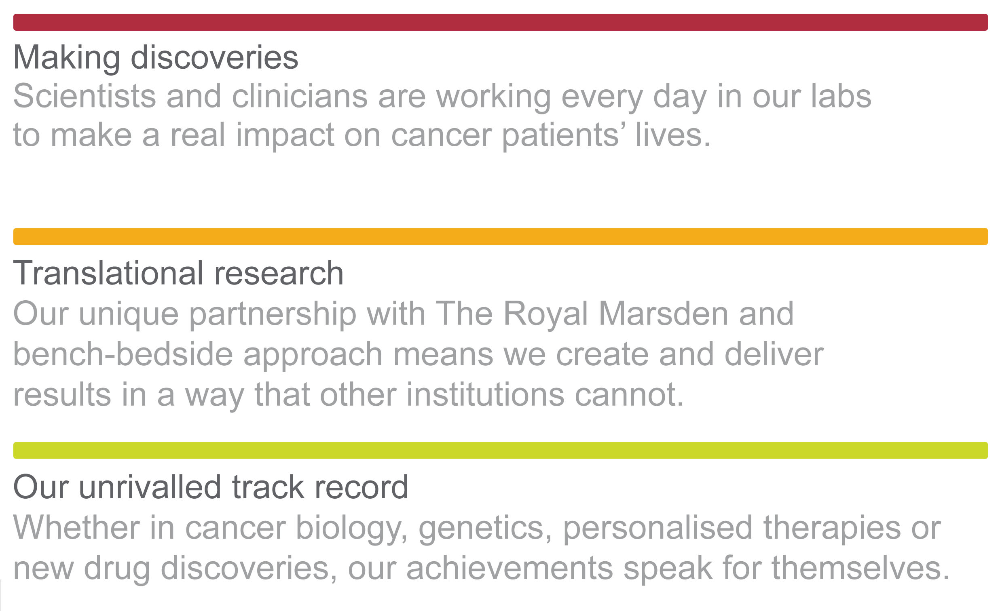 Making discoveries
Scientists and clinicians are working every day in our labs
to make a real impact on cancer patients’ lives.
Translational research
Our unique partnership with The Royal Marsden and
bench-bedside approach means we create and deliver
results in a way that other institutions cannot.
Our unrivalled track record
Whether in cancer biology, genetics, personalised therapies or
new drug discoveries, our achievements speak for themselves.